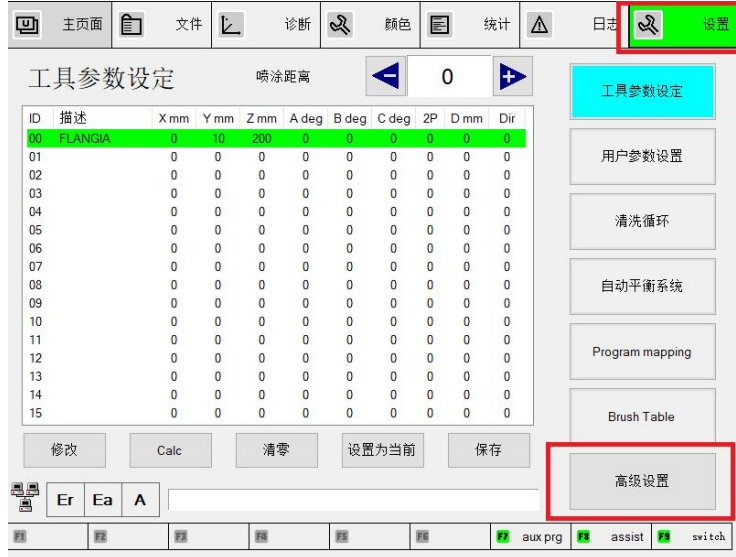 主页面 文件 诊断 颜色 统计 日志 设置
工具参数设定 喷涂距离 0
工具参数设定
ID 描述 X mm Y mm Z mm A deg B deg C deg 2P D mm Dir
00 FLANGIA 0 10 200 0 0 0 0 0 0
01 0 0 0 0 0 0 0 0 0
02 0 0 0 0 0 0 0 0 0
03 0 0 0 0 0 0 0 0 0
04 0 0 0 0 0 0 0 0 0
05 0 0 0 0 0 0 0 0 0
06 0 0 0 0 0 0 0 0 0
07 0 0 0 0 0 0 0 0 0
08 0 0 0 0 0 0 0 0 0
09 0 0 0 0 0 0 0 0 0
10 0 0 0 0 0 0 0 0 0
11 0 0 0 0 0 0 0 0 0
12 0 0 0 0 0 0 0 0 0
13 0 0 0 0 0 0 0 0 0
14 0 0 0 0 0 0 0 0 0
15 0 0 0 0 0 0 0 0 0
用户参数设置
清洗循环
自动平衡系统
Program mapping
Brush Table
高级设置
修改 Calc 清零 设置为当前 保存
Er Ea A
F1 F2 F3 F4 F5 F6 F7 aux prg F8 assist F9 switch